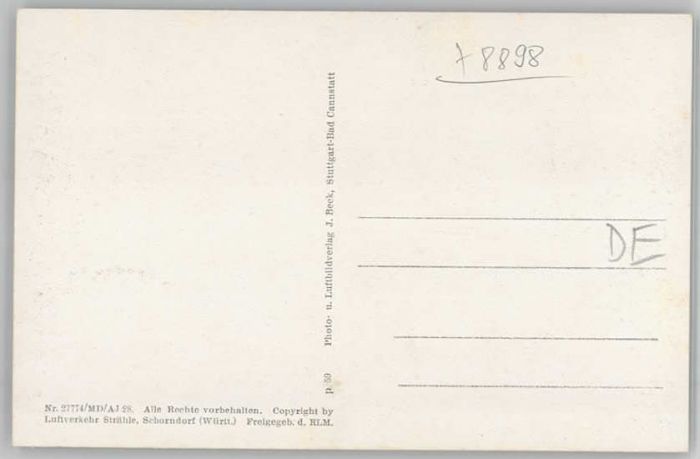 7 8898
DE
Photo- u. Luftbildverlag J. Beck, Stuttgart-Bad Cannstatt
p 59
Nr. 27774/MD/AJ 28. Alle Rechte vorbehalten. Copyright by
Luftverkehr Strähle, Schorndorf (Württ.) Freigegeb. d. RLM.